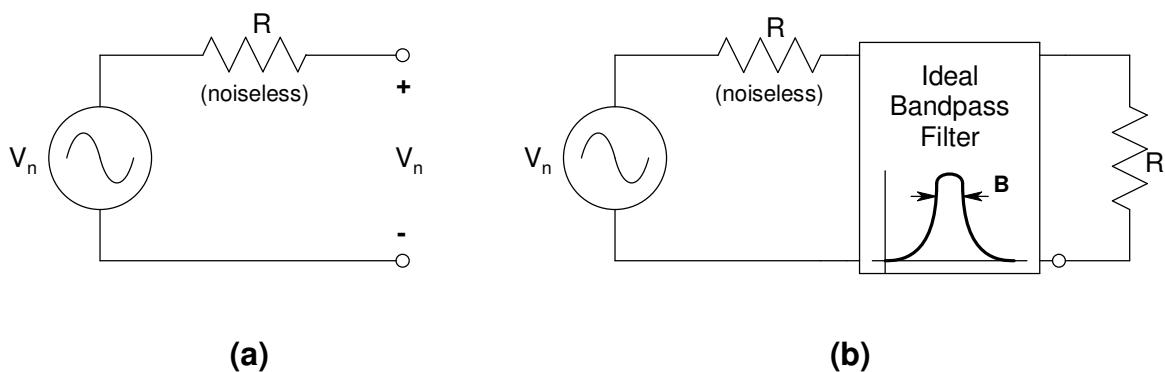 R
(noiseless)
+
Vn
Vn
-
(a)
R
(noiseless)
Vn
Ideal
Bandpass
Filter
B
R
(b)